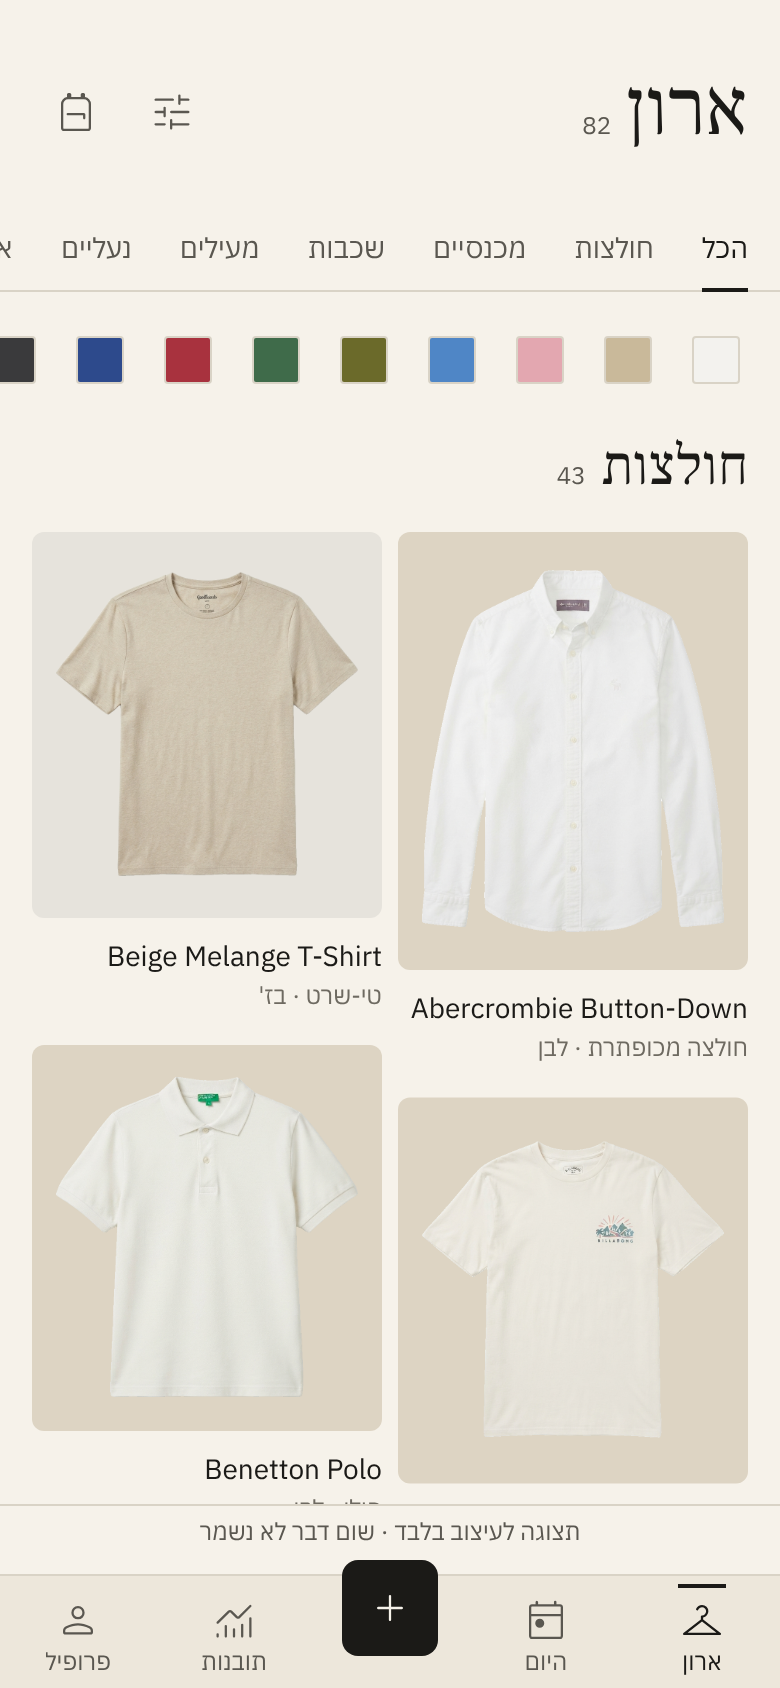 ארון 82
הכל חולצות מכנסיים שכבות מעילים נעליים א
חולצות 43
Abercrombie Button-Down
חולצה מכופתרת · לבן
Beige Melange T-Shirt
טי-שרט · בז'
BILLABONG
Benetton Polo
תצוגה לעיצוב בלבד · שום דבר לא נשמר
ארון
היום
תובנות
פרופיל